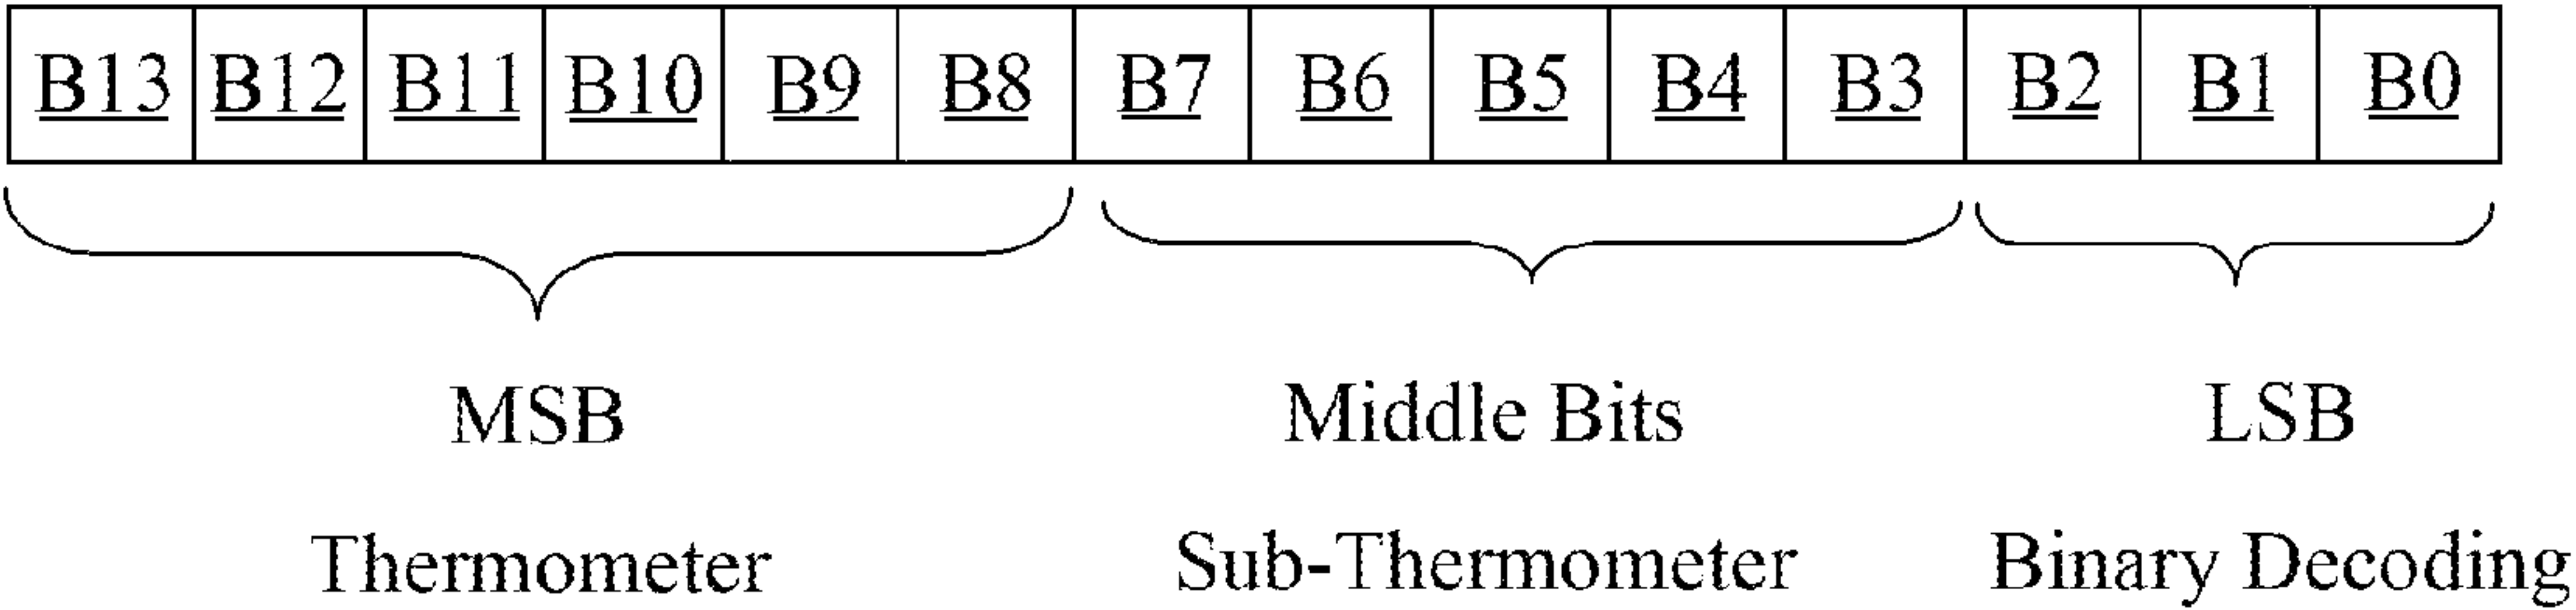 B13 B12 B11 B10 B9 B8 B7 B6 B5 B4 B3 B2 B1 B0
MSB Middle Bits LSB
Thermometer Sub-Thermometer Binary Decoding